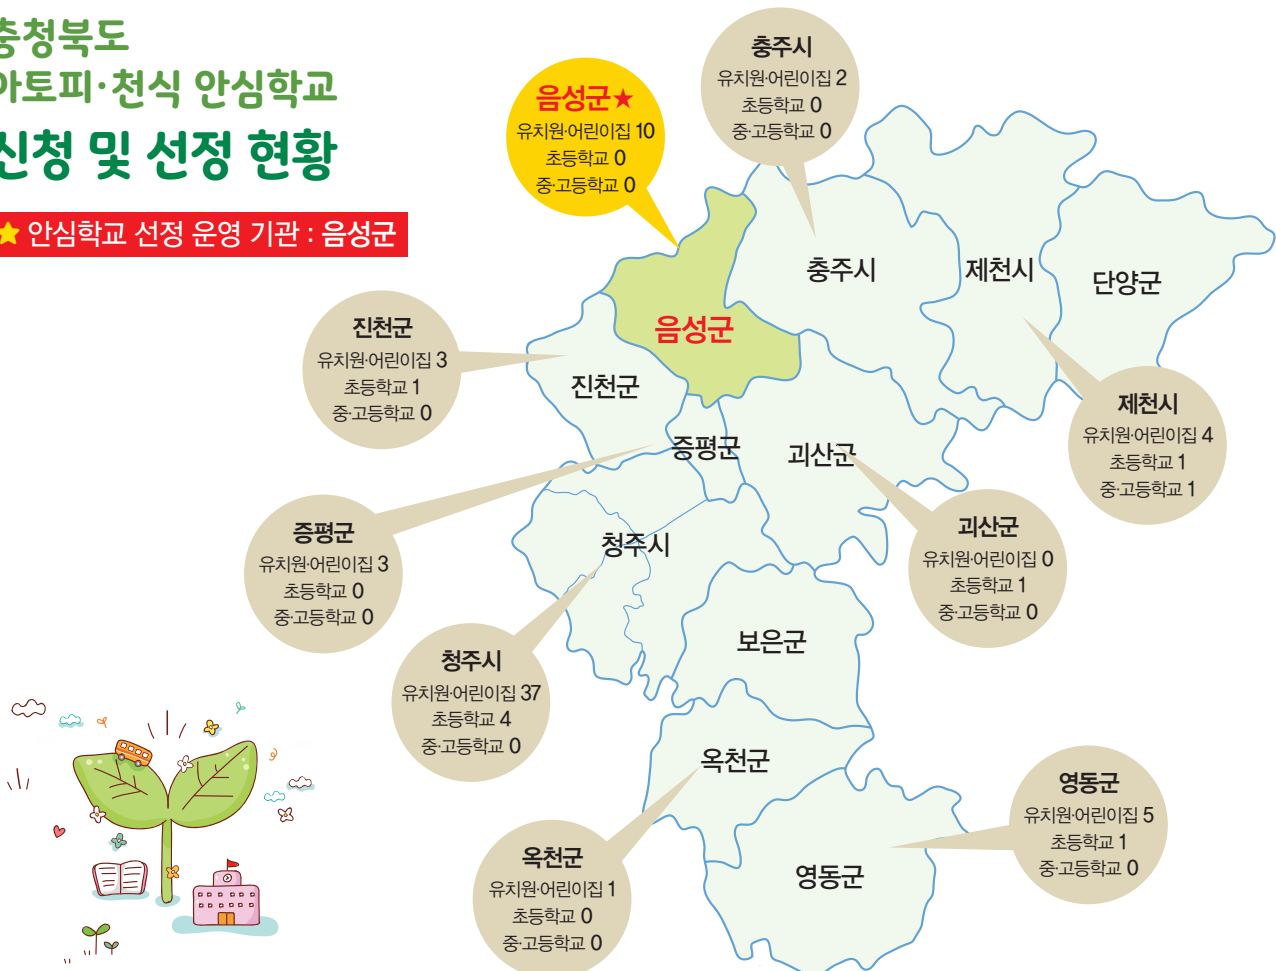 충청북도
아토피·천식 안심학교
신청 및 선정 현황
안심학교 선정 운영 기관 : 음성군
음성군★
유치원·어린이집 10
초등학교 0
중·고등학교 0
충주시
유치원·어린이집 2
초등학교 0
중·고등학교 0
진천군
유치원·어린이집 3
초등학교 1
중·고등학교 0
제천시
유치원·어린이집 4
초등학교 1
중·고등학교 1
증평군
유치원·어린이집 3
초등학교 0
중·고등학교 0
괴산군
유치원·어린이집 0
초등학교 1
중·고등학교 0
청주시
유치원·어린이집 37
초등학교 4
중·고등학교 0
옥천군
유치원·어린이집 1
초등학교 0
중·고등학교 0
영동군
유치원·어린이집 5
초등학교 1
중·고등학교 0
충주시
제천시
단양군
음성군
진천군
증평군
괴산군
청주시
보은군
옥천군
영동군